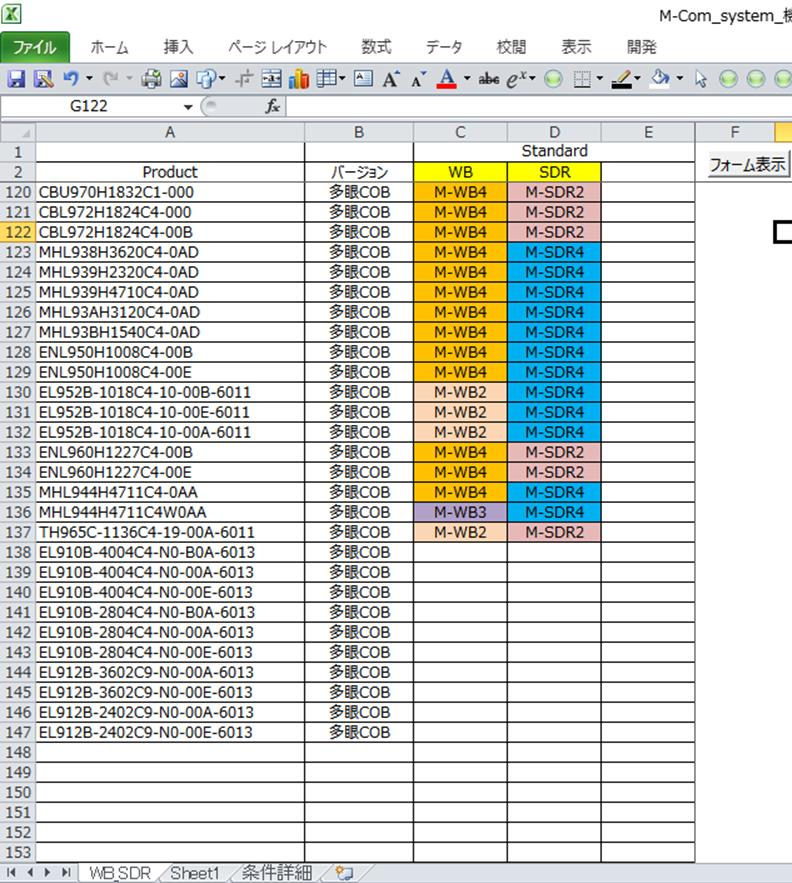 M-Com_system_機
ファイル ホーム 挿入 ページ レイアウト 数式 データ 校閲 表示 開発
G122 fx
A B C D E F
1 Standard
2 Product バージョン WB SDR フォーム表示
120 CBU970H1832C1-000 多眼COB M-WB4 M-SDR2
121 CBL972H1824C4-000 多眼COB M-WB4 M-SDR2
122 CBL972H1824C4-00B 多眼COB M-WB4 M-SDR2
123 MHL938H3620C4-0AD 多眼COB M-WB4 M-SDR4
124 MHL939H2320C4-0AD 多眼COB M-WB4 M-SDR4
125 MHL939H4710C4-0AD 多眼COB M-WB4 M-SDR4
126 MHL93AH3120C4-0AD 多眼COB M-WB4 M-SDR4
127 MHL93BH1540C4-0AD 多眼COB M-WB4 M-SDR4
128 ENL950H1008C4-00B 多眼COB M-WB4 M-SDR4
129 ENL950H1008C4-00E 多眼COB M-WB4 M-SDR4
130 EL952B-1018C4-10-00B-6011 多眼COB M-WB2 M-SDR4
131 EL952B-1018C4-10-00E-6011 多眼COB M-WB2 M-SDR4
132 EL952B-1018C4-10-00A-6011 多眼COB M-WB2 M-SDR4
133 ENL960H1227C4-00B 多眼COB M-WB4 M-SDR2
134 ENL960H1227C4-00E 多眼COB M-WB4 M-SDR2
135 MHL944H4711C4-0AA 多眼COB M-WB4 M-SDR4
136 MHL944H4711C4W0AA 多眼COB M-WB3 M-SDR4
137 TH965C-1136C4-19-00A-6011 多眼COB M-WB2 M-SDR2
138 EL910B-4004C4-N0-B0A-6013 多眼COB
139 EL910B-4004C4-N0-00A-6013 多眼COB
140 EL910B-4004C4-N0-00E-6013 多眼COB
141 EL910B-2804C4-N0-B0A-6013 多眼COB
142 EL910B-2804C4-N0-00A-6013 多眼COB
143 EL910B-2804C4-N0-00E-6013 多眼COB
144 EL912B-3602C9-N0-00A-6013 多眼COB
145 EL912B-3602C9-N0-00E-6013 多眼COB
146 EL912B-2402C9-N0-00A-6013 多眼COB
147 EL912B-2402C9-N0-00E-6013 多眼COB
148
149
150
151
152
153
WB_SDR Sheet1 条件詳細